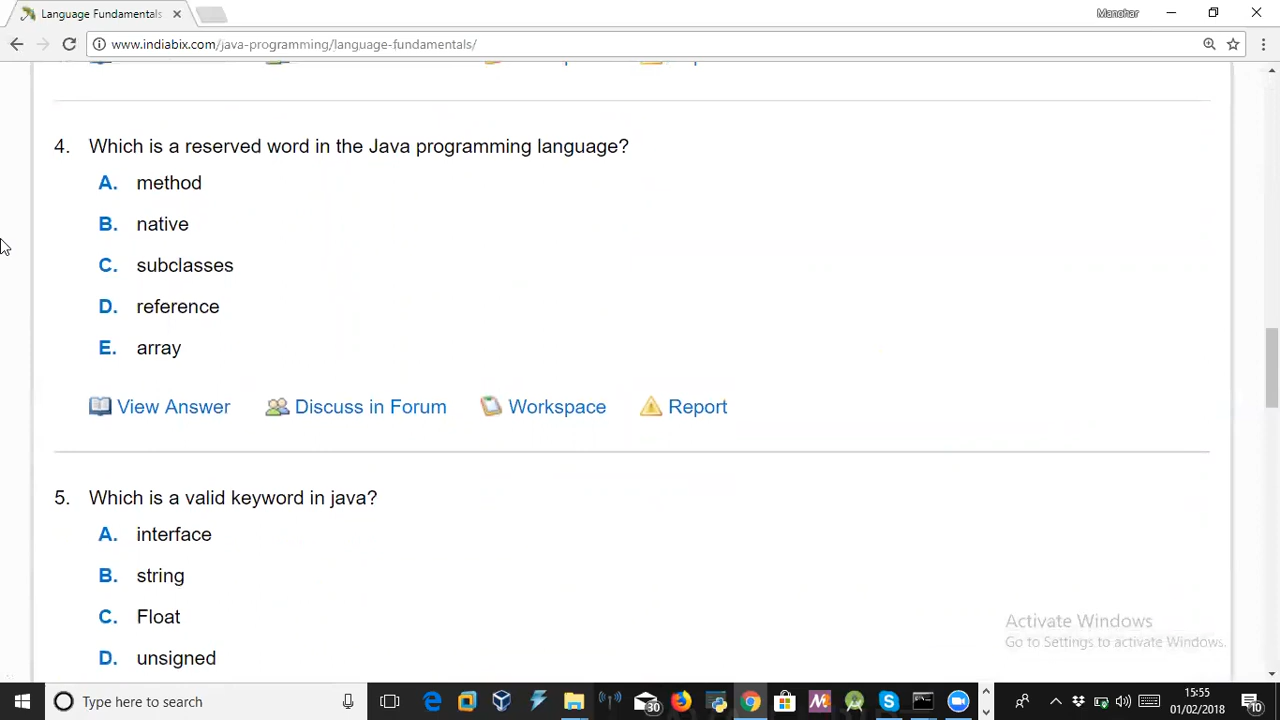 Language Fundamentals
Manohar
www.indiabix.com/java-programming/language-fundamentals/
4. Which is a reserved word in the Java programming language?
A. method
B. native
C. subclasses
D. reference
E. array
View Answer Discuss in Forum Workspace Report
5. Which is a valid keyword in java?
A. interface
B. string
C. Float
D. unsigned
Activate Windows
Go to Settings to activate Windows.
Type here to search
30
15:55
01/02/2018
10